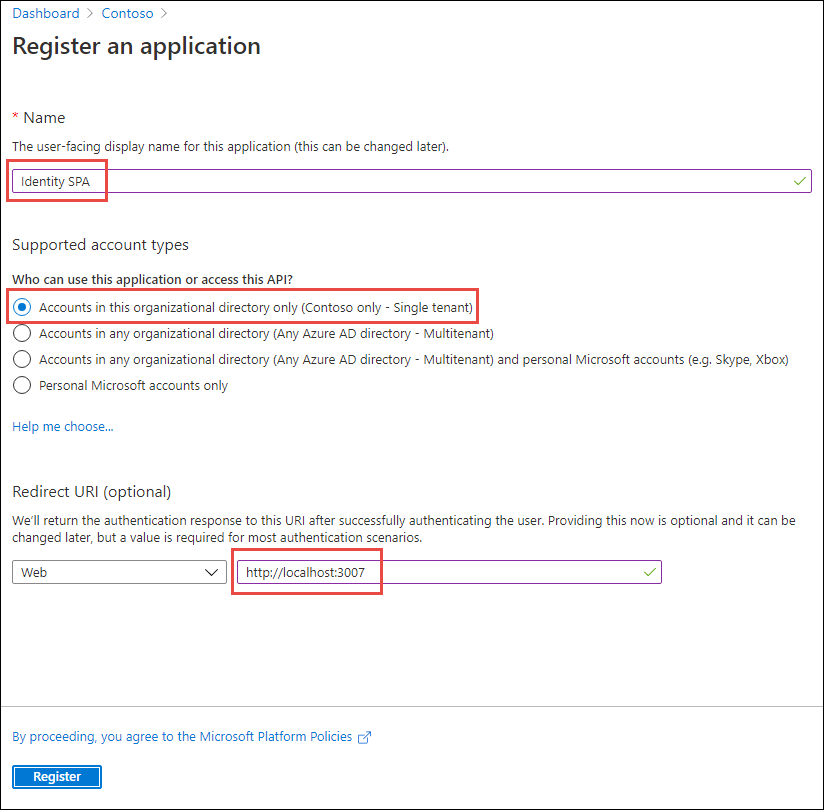 Dashboard > Contoso >
Register an application
* Name
The user-facing display name for this application (this can be changed later).
Identity SPA
Supported account types
Who can use this application or access this API?
Accounts in this organizational directory only (Contoso only - Single tenant)
Accounts in any organizational directory (Any Azure AD directory - Multitenant)
Accounts in any organizational directory (Any Azure AD directory - Multitenant) and personal Microsoft accounts (e.g. Skype, Xbox)
Personal Microsoft accounts only
Help me choose...
Redirect URI (optional)
We'll return the authentication response to this URI after successfully authenticating the user. Providing this now is optional and it can be
changed later, but a value is required for most authentication scenarios.
Web http://localhost:3007
By proceeding, you agree to the Microsoft Platform Policies
Register